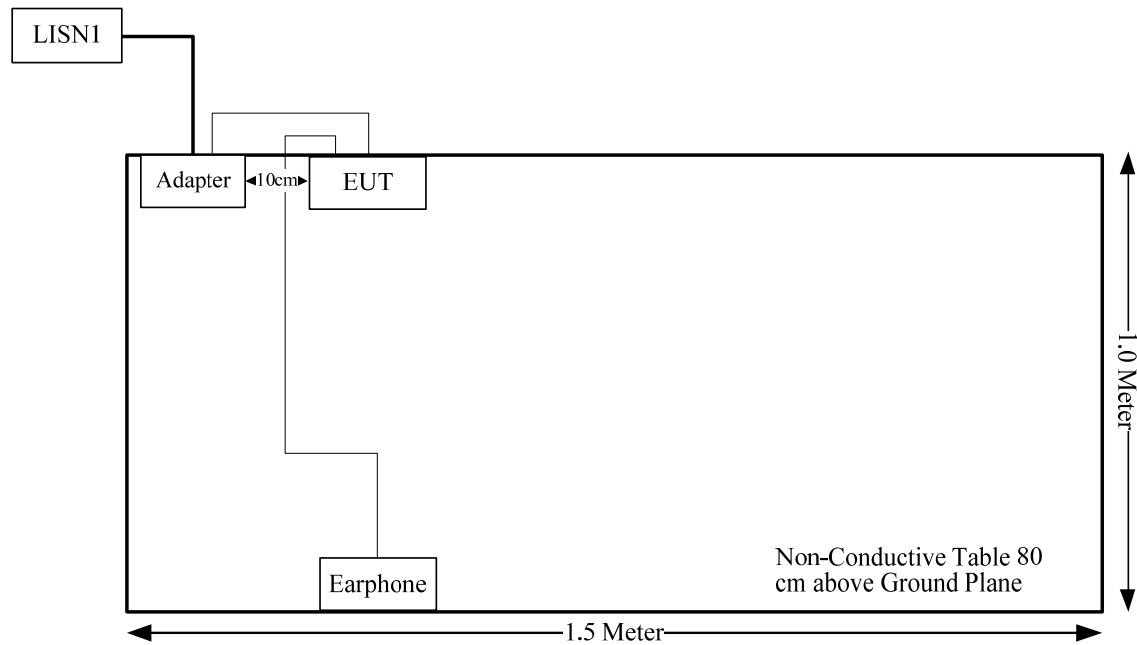 LISN1
Adapter
10cm
EUT
1.0 Meter
Non-Conductive Table 80
cm above Ground Plane
Earphone
1.5 Meter